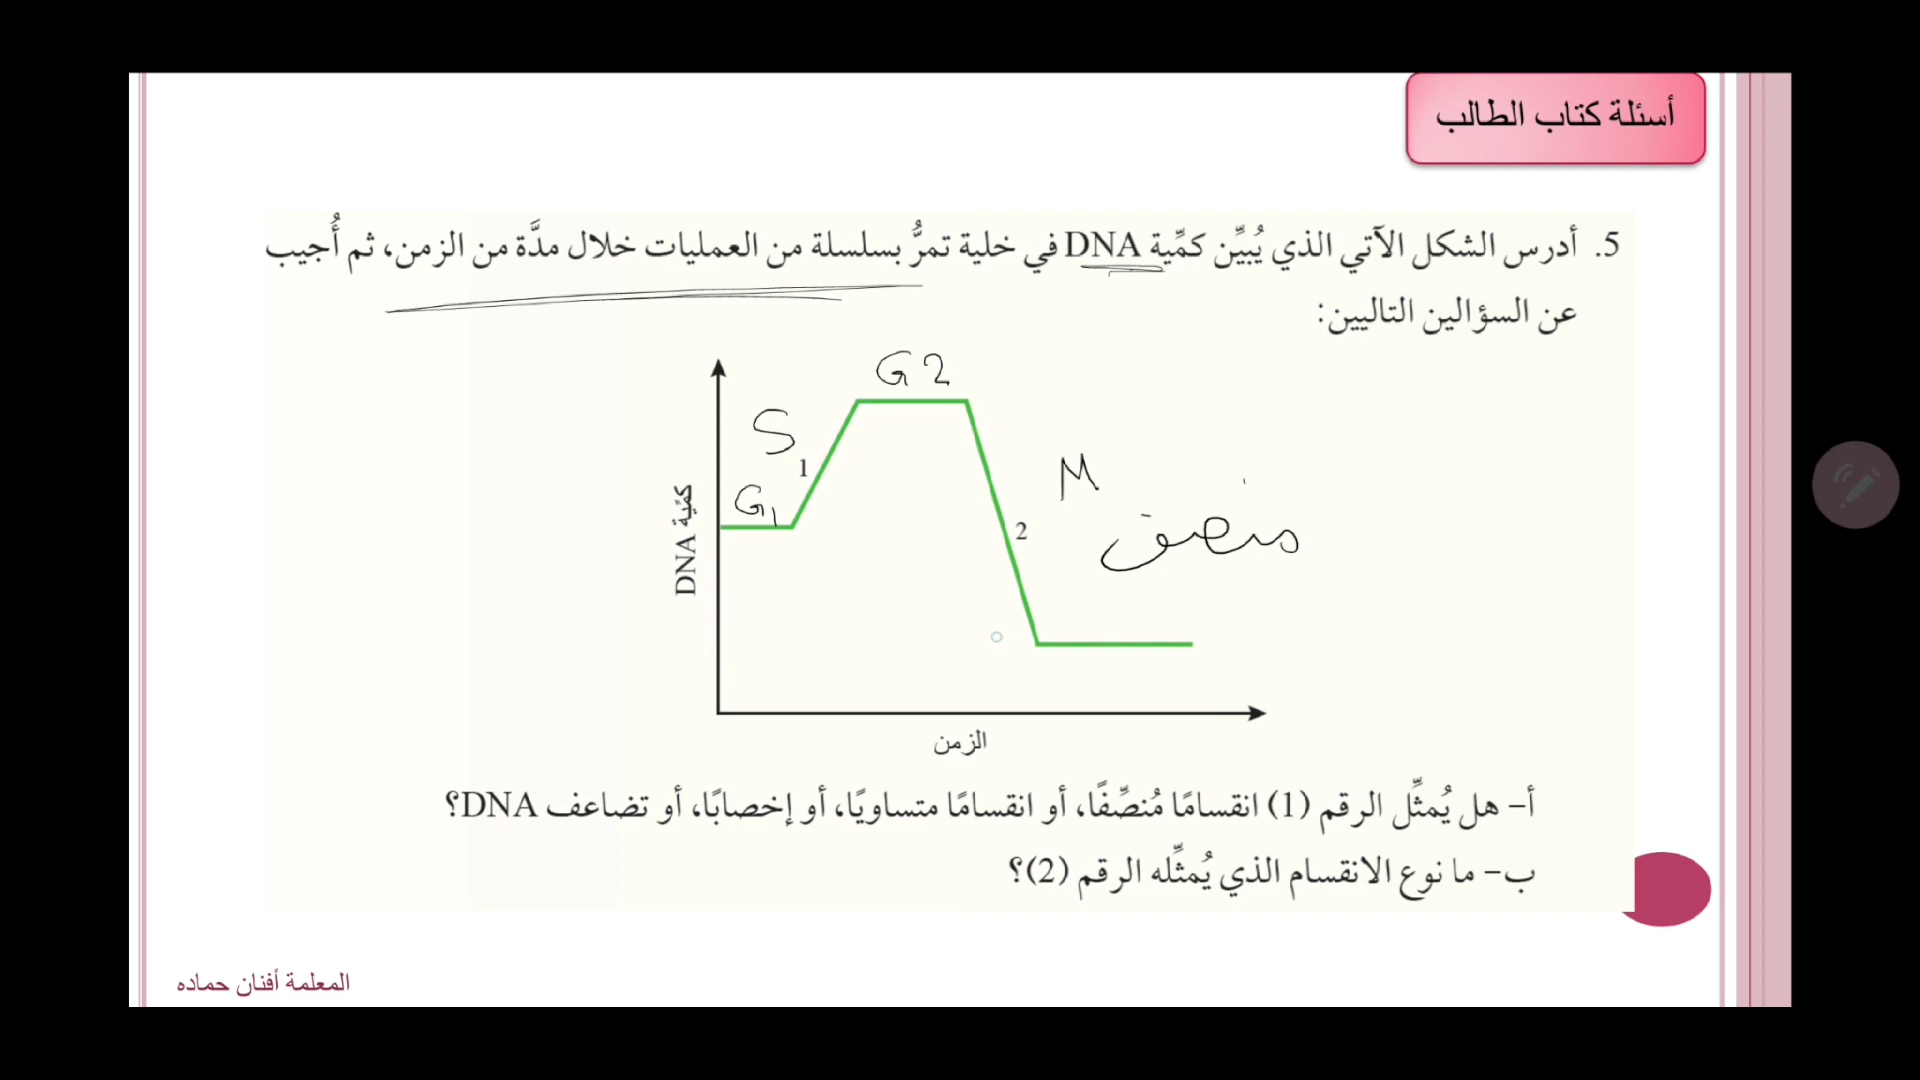 أسئلة كتاب الطالب
5. أدرس الشكل الآتي الذي يُبيِّن كمِّية DNA في خلية تمرُّ بسلسلة من العمليات خلال مدَّة من الزمن، ثم أُجيب
عن السؤالين التاليين:
G2
S
1
G1
M
منصف
2
كمِّية DNA
الزمن
أ- هل يُمثِّل الرقم (1) انقسامًا مُنصِّفًا، أو انقسامًا متساويًا، أو إخصابًا، أو تضاعف DNA؟
ب- ما نوع الانقسام الذي يُمثِّله الرقم (2)؟
المعلمة أفنان حماده